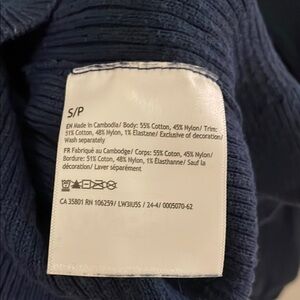 S/P
EN Made in Cambodia/ Body: 55% Cotton, 45% Nylon/ Trim:
51% Cotton, 48% Nylon, 1% Elastane/ Exclusive of decoration/
Wash separately
FR Fabriqué au Cambodge/ Corps: 55% Coton, 45% Nylon/
Bordure: 51% Coton, 48% Nylon, 1% Élasthanne/ Sauf la
décoration/ Laver séparément
CA 35801 RN 106259/ LW3IU5S / 24-4/ 0005070-62